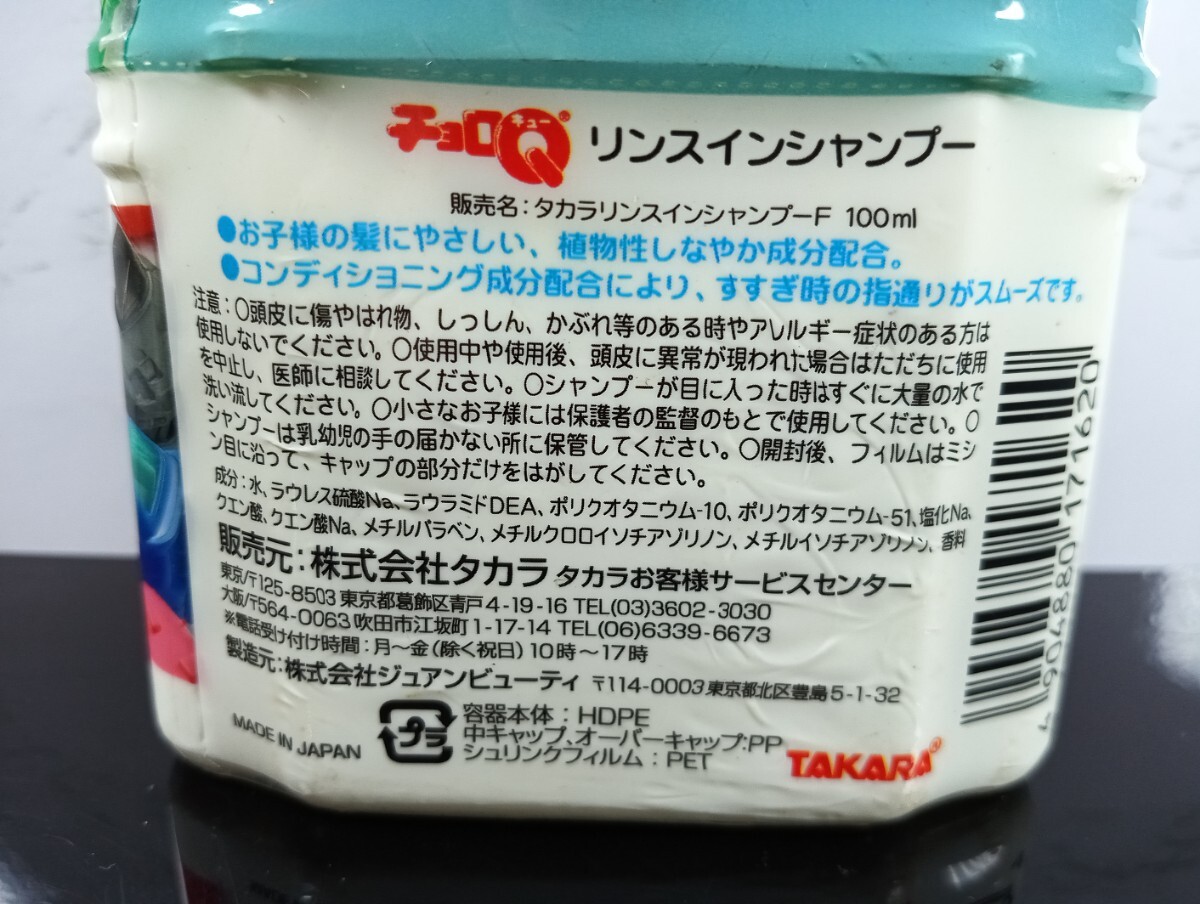 チョロQ キュー ® リンスインシャンプー
販売名：タカラリンスインシャンプーF 100ml
●お子様の髪にやさしい、植物性しなやか成分配合。
●コンディショニング成分配合により、すすぎ時の指通りがスムーズです。
注意：○頭皮に傷やはれ物、しっしん、かぶれ等のある時やアレルギー症状のある方は
使用しないでください。○使用中や使用後、頭皮に異常が現われた場合はただちに使用
を中止し、医師に相談してください。○シャンプーが目に入った時はすぐに大量の水で
洗い流してください。○小さなお子様には保護者の監督のもとで使用してください。○
シャンプーは乳幼児の手の届かない所に保管してください。○開封後、フィルムはミシ
ン目に沿って、キャップの部分だけをはがしてください。
成分：水、ラウレス硫酸Na、ラウラミドDEA、ポリクオタニウム-10、ポリクオタニウム-51、塩化Na、
クエン酸、クエン酸Na、メチルパラベン、メチルクロロイソチアゾリノン、メチルイソチアゾリノン、香料
販売元：株式会社タカラ タカラお客様サービスセンター
東京/〒125-8503 東京都葛飾区青戸4-19-16 TEL(03)3602-3030
大阪/〒564-0063 吹田市江坂町1-17-14 TEL(06)6339-6673
※電話受け付け時間：月〜金(除く祝日)10時〜17時
製造元：株式会社ジュアンビューティ 〒114-0003 東京都北区豊島5-1-32
MADE IN JAPAN
プラ
容器本体：HDPE
中キャップ、オーバーキャップ：PP
シュリンクフィルム：PET
TAKARA®
4 904880 171620